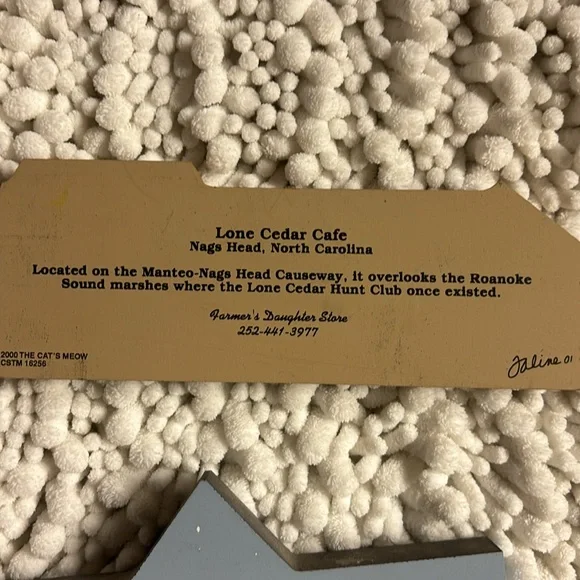 Lone Cedar Cafe
Nags Head, North Carolina
Located on the Manteo-Nags Head Causeway, it overlooks the Roanoke
Sound marshes where the Lone Cedar Hunt Club once existed.
Farmer's Daughter Store
252-441-3977
2000 THE CAT'S MEOW
CSTM 16256
Faline 01